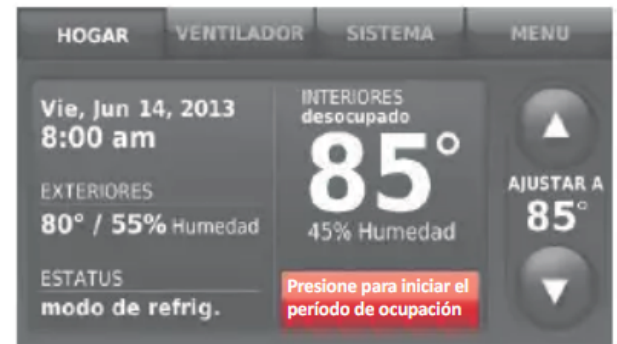 HOGAR
VENTILADOR
SISTEMA
MENU
Vie, Jun 14, 2013
8:00 am
EXTERIORES
80° / 55% Humedad
ESTATUS
modo de refrig.
INTERIORES
desocupado
85°
45% Humedad
Presione para iniciar el
período de ocupación
AJUSTAR A
85°